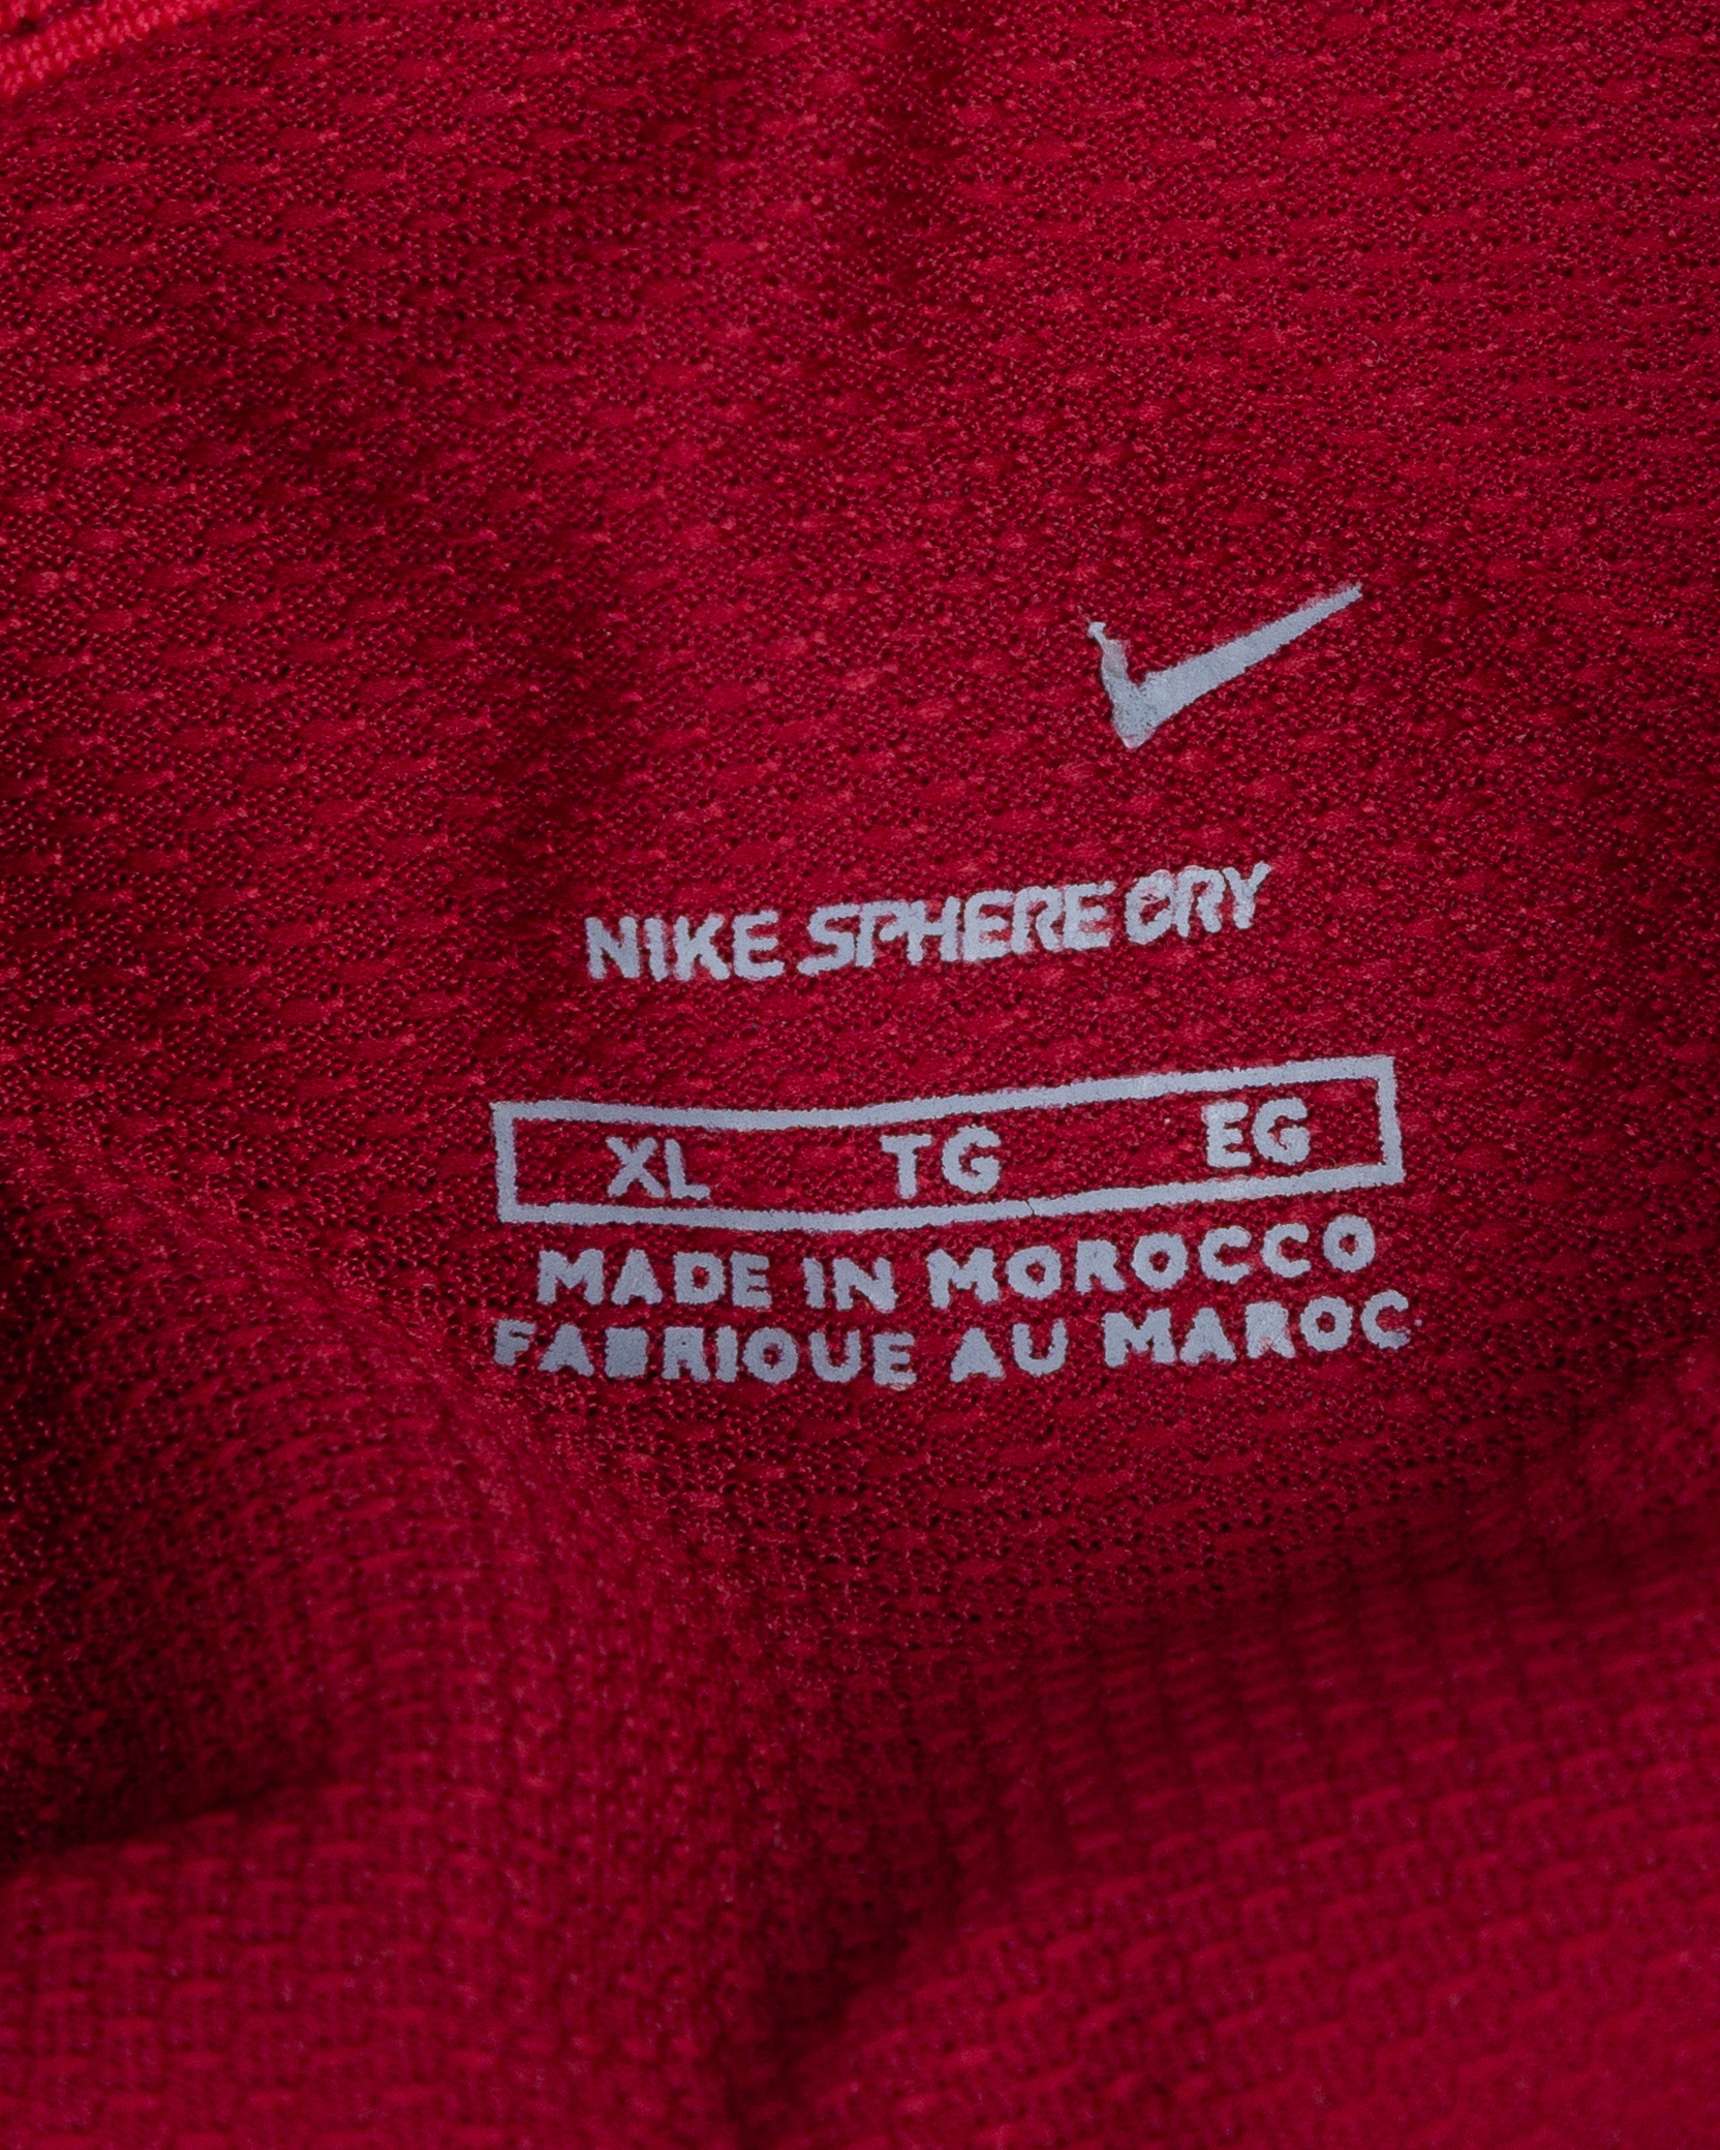 NIKE SPHERE DRY
XL TG EG
MADE IN MOROCCO
FABRIQUE AU MAROC